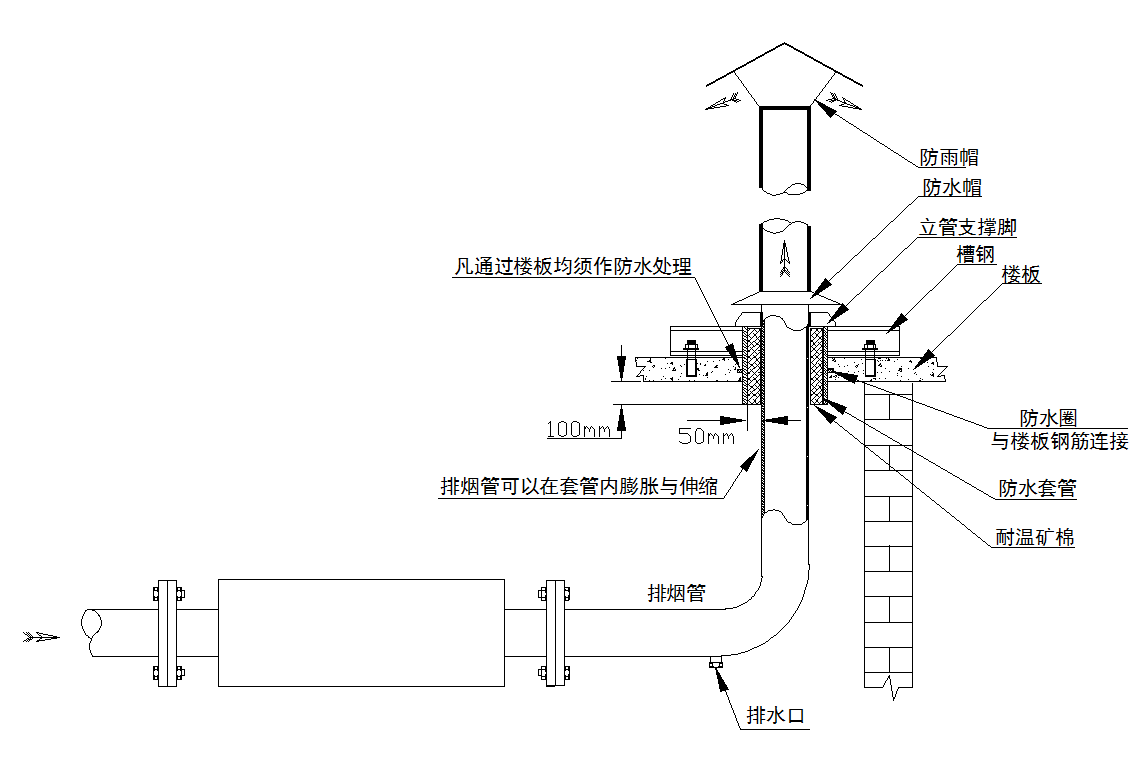 防雨帽
防水帽
立管支撑脚
槽钢
凡通过楼板均须作防水处理
楼板
防水圈
100mm
50mm
与楼板钢筋连接
排烟管可以在套管内膨胀与伸缩
防水套管
耐温矿棉
排烟管
排水口